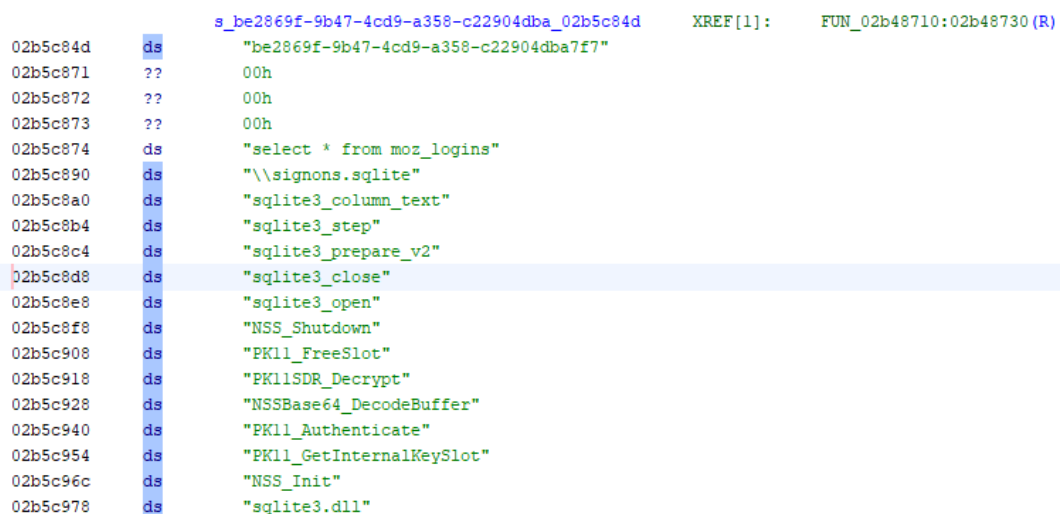 s_be2869f-9b47-4cd9-a358-c22904dba_02b5c84d XREF[1]: FUN_02b48710:02b48730(R)
02b5c84d ds "be2869f-9b47-4cd9-a358-c22904dba7f7"
02b5c871 ?? 00h
02b5c872 ?? 00h
02b5c873 ?? 00h
02b5c874 ds "select * from moz_logins"
02b5c890 ds "\\signons.sqlite"
02b5c8a0 ds "sqlite3_column_text"
02b5c8b4 ds "sqlite3_step"
02b5c8c4 ds "sqlite3_prepare_v2"
02b5c8d8 ds "sqlite3_close"
02b5c8e8 ds "sqlite3_open"
02b5c8f8 ds "NSS_Shutdown"
02b5c908 ds "PK11_FreeSlot"
02b5c918 ds "PK11SDR_Decrypt"
02b5c928 ds "NSSBase64_DecodeBuffer"
02b5c940 ds "PK11_Authenticate"
02b5c954 ds "PK11_GetInternalKeySlot"
02b5c96c ds "NSS_Init"
02b5c978 ds "sqlite3.dll"